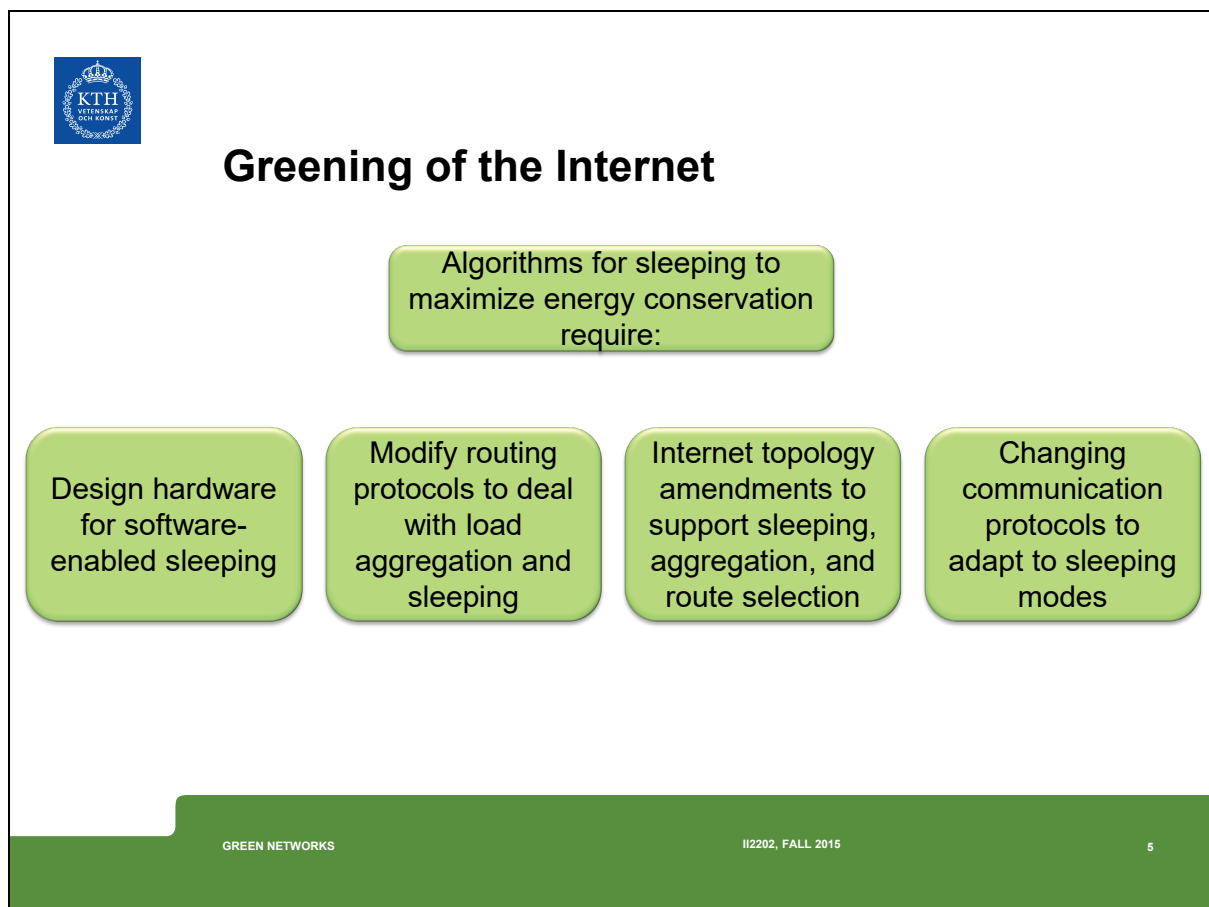 KTH
VETENSKAP
OCH KONST
Greening of the Internet
Algorithms for sleeping to
maximize energy conservation
require:
Design hardware
for software-
enabled sleeping
Modify routing
protocols to deal
with load
aggregation and
sleeping
Internet topology
amendments to
support sleeping,
aggregation, and
route selection
Changing
communication
protocols to
adapt to sleeping
modes
GREEN NETWORKS
II2202, FALL 2015
5